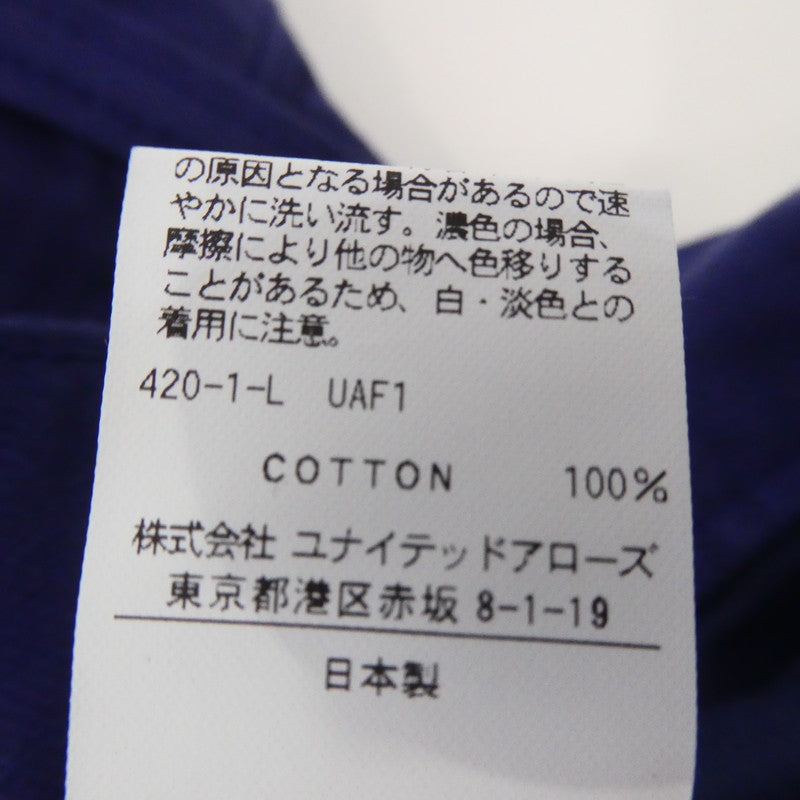 の原因となる場合があるので速
やかに洗い流す。濃色の場合、
摩擦により他の物へ色移りする
ことがあるため、白・淡色との
着用に注意。
420-1-L UAF1
COTTON 100%
株式会社 ユナイテッドアローズ
東京都港区赤坂 8-1-19
日本製